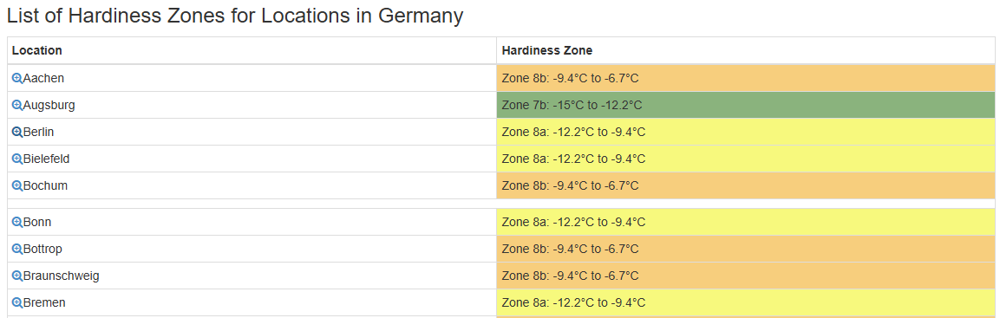 List of Hardiness Zones for Locations in Germany
Location Hardiness Zone
Aachen Zone 8b: -9.4°C to -6.7°C
Augsburg Zone 7b: -15°C to -12.2°C
Berlin Zone 8a: -12.2°C to -9.4°C
Bielefeld Zone 8a: -12.2°C to -9.4°C
Bochum Zone 8b: -9.4°C to -6.7°C
Bonn Zone 8a: -12.2°C to -9.4°C
Bottrop Zone 8b: -9.4°C to -6.7°C
Braunschweig Zone 8b: -9.4°C to -6.7°C
Bremen Zone 8a: -12.2°C to -9.4°C